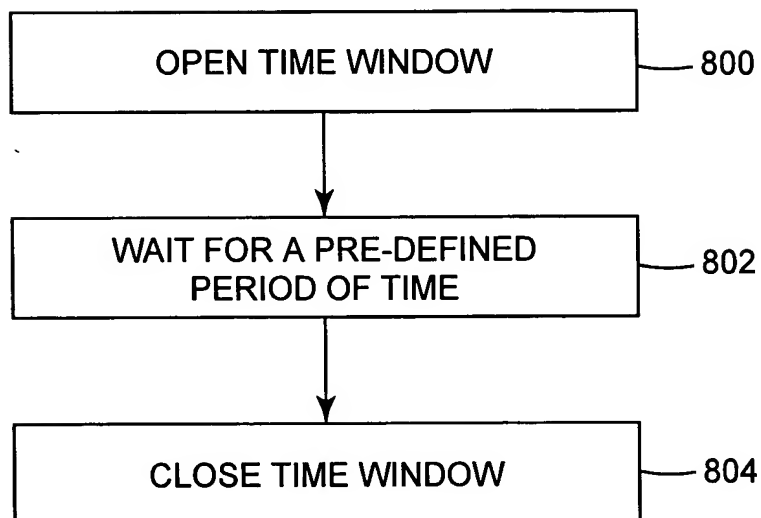 OPEN TIME WINDOW
800
WAIT FOR A PRE-DEFINED
PERIOD OF TIME
802
CLOSE TIME WINDOW
804